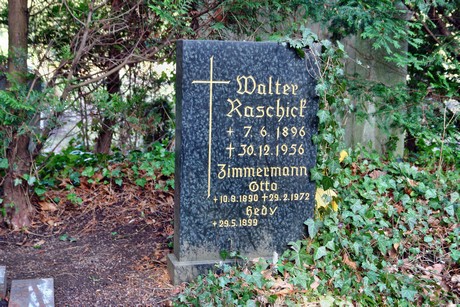 Walter
Raschick
+ 7. 6. 1896
† 30. 12. 1956
Zimmermann
Otto
+ 10. 8. 1890 + 29. 2. 1972
Hedy
+ 29. 5. 1899